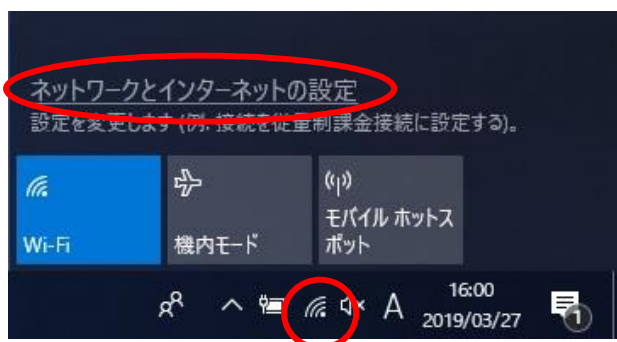 ネットワークとインターネットの設定
設定を変更します (例: 接続を従量制課金接続に設定する)。
Wi-Fi
機内モード
モバイル ホットス
ポット
A
16:00
2019/03/27
1